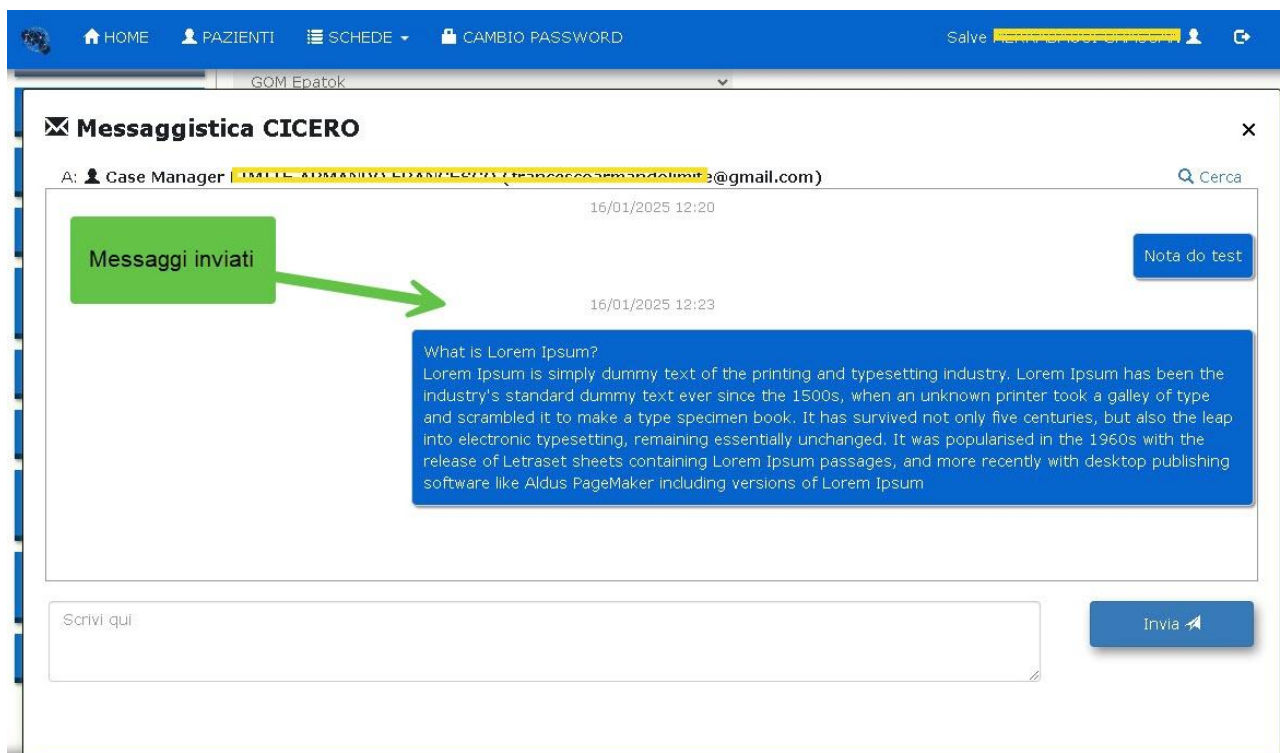 HOME PAZIENTI SCHEDE CAMBIO PASSWORD Salve
GOM Epatok
Messaggistica CICERO ×
A: Case Manager @gmail.com) Cerca
16/01/2025 12:20
Messaggi inviati
Nota do test
16/01/2025 12:23
What is Lorem Ipsum?
Lorem Ipsum is simply dummy text of the printing and typesetting industry. Lorem Ipsum has been the
industry's standard dummy text ever since the 1500s, when an unknown printer took a galley of type
and scrambled it to make a type specimen book. It has survived not only five centuries, but also the leap
into electronic typesetting, remaining essentially unchanged. It was popularised in the 1960s with the
release of Letraset sheets containing Lorem Ipsum passages, and more recently with desktop publishing
software like Aldus PageMaker including versions of Lorem Ipsum
Scrivi qui
Invia